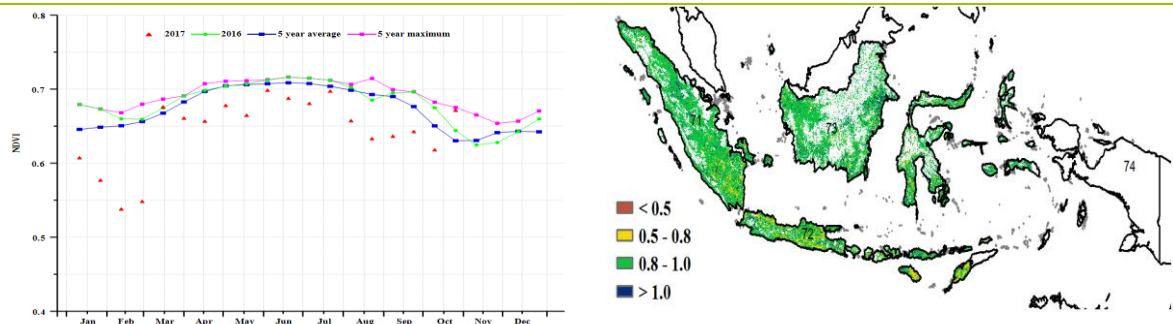 0.8
2017 2016 5 year average 5 year maximum
0.7
NDVI
0.6
0.5
0.4
Jan Feb Mar Apr May Jun Jul Aug Sep Oct Nov Dec
71
73
74
72
< 0.5
0.5 - 0.8
0.8 - 1.0
> 1.0